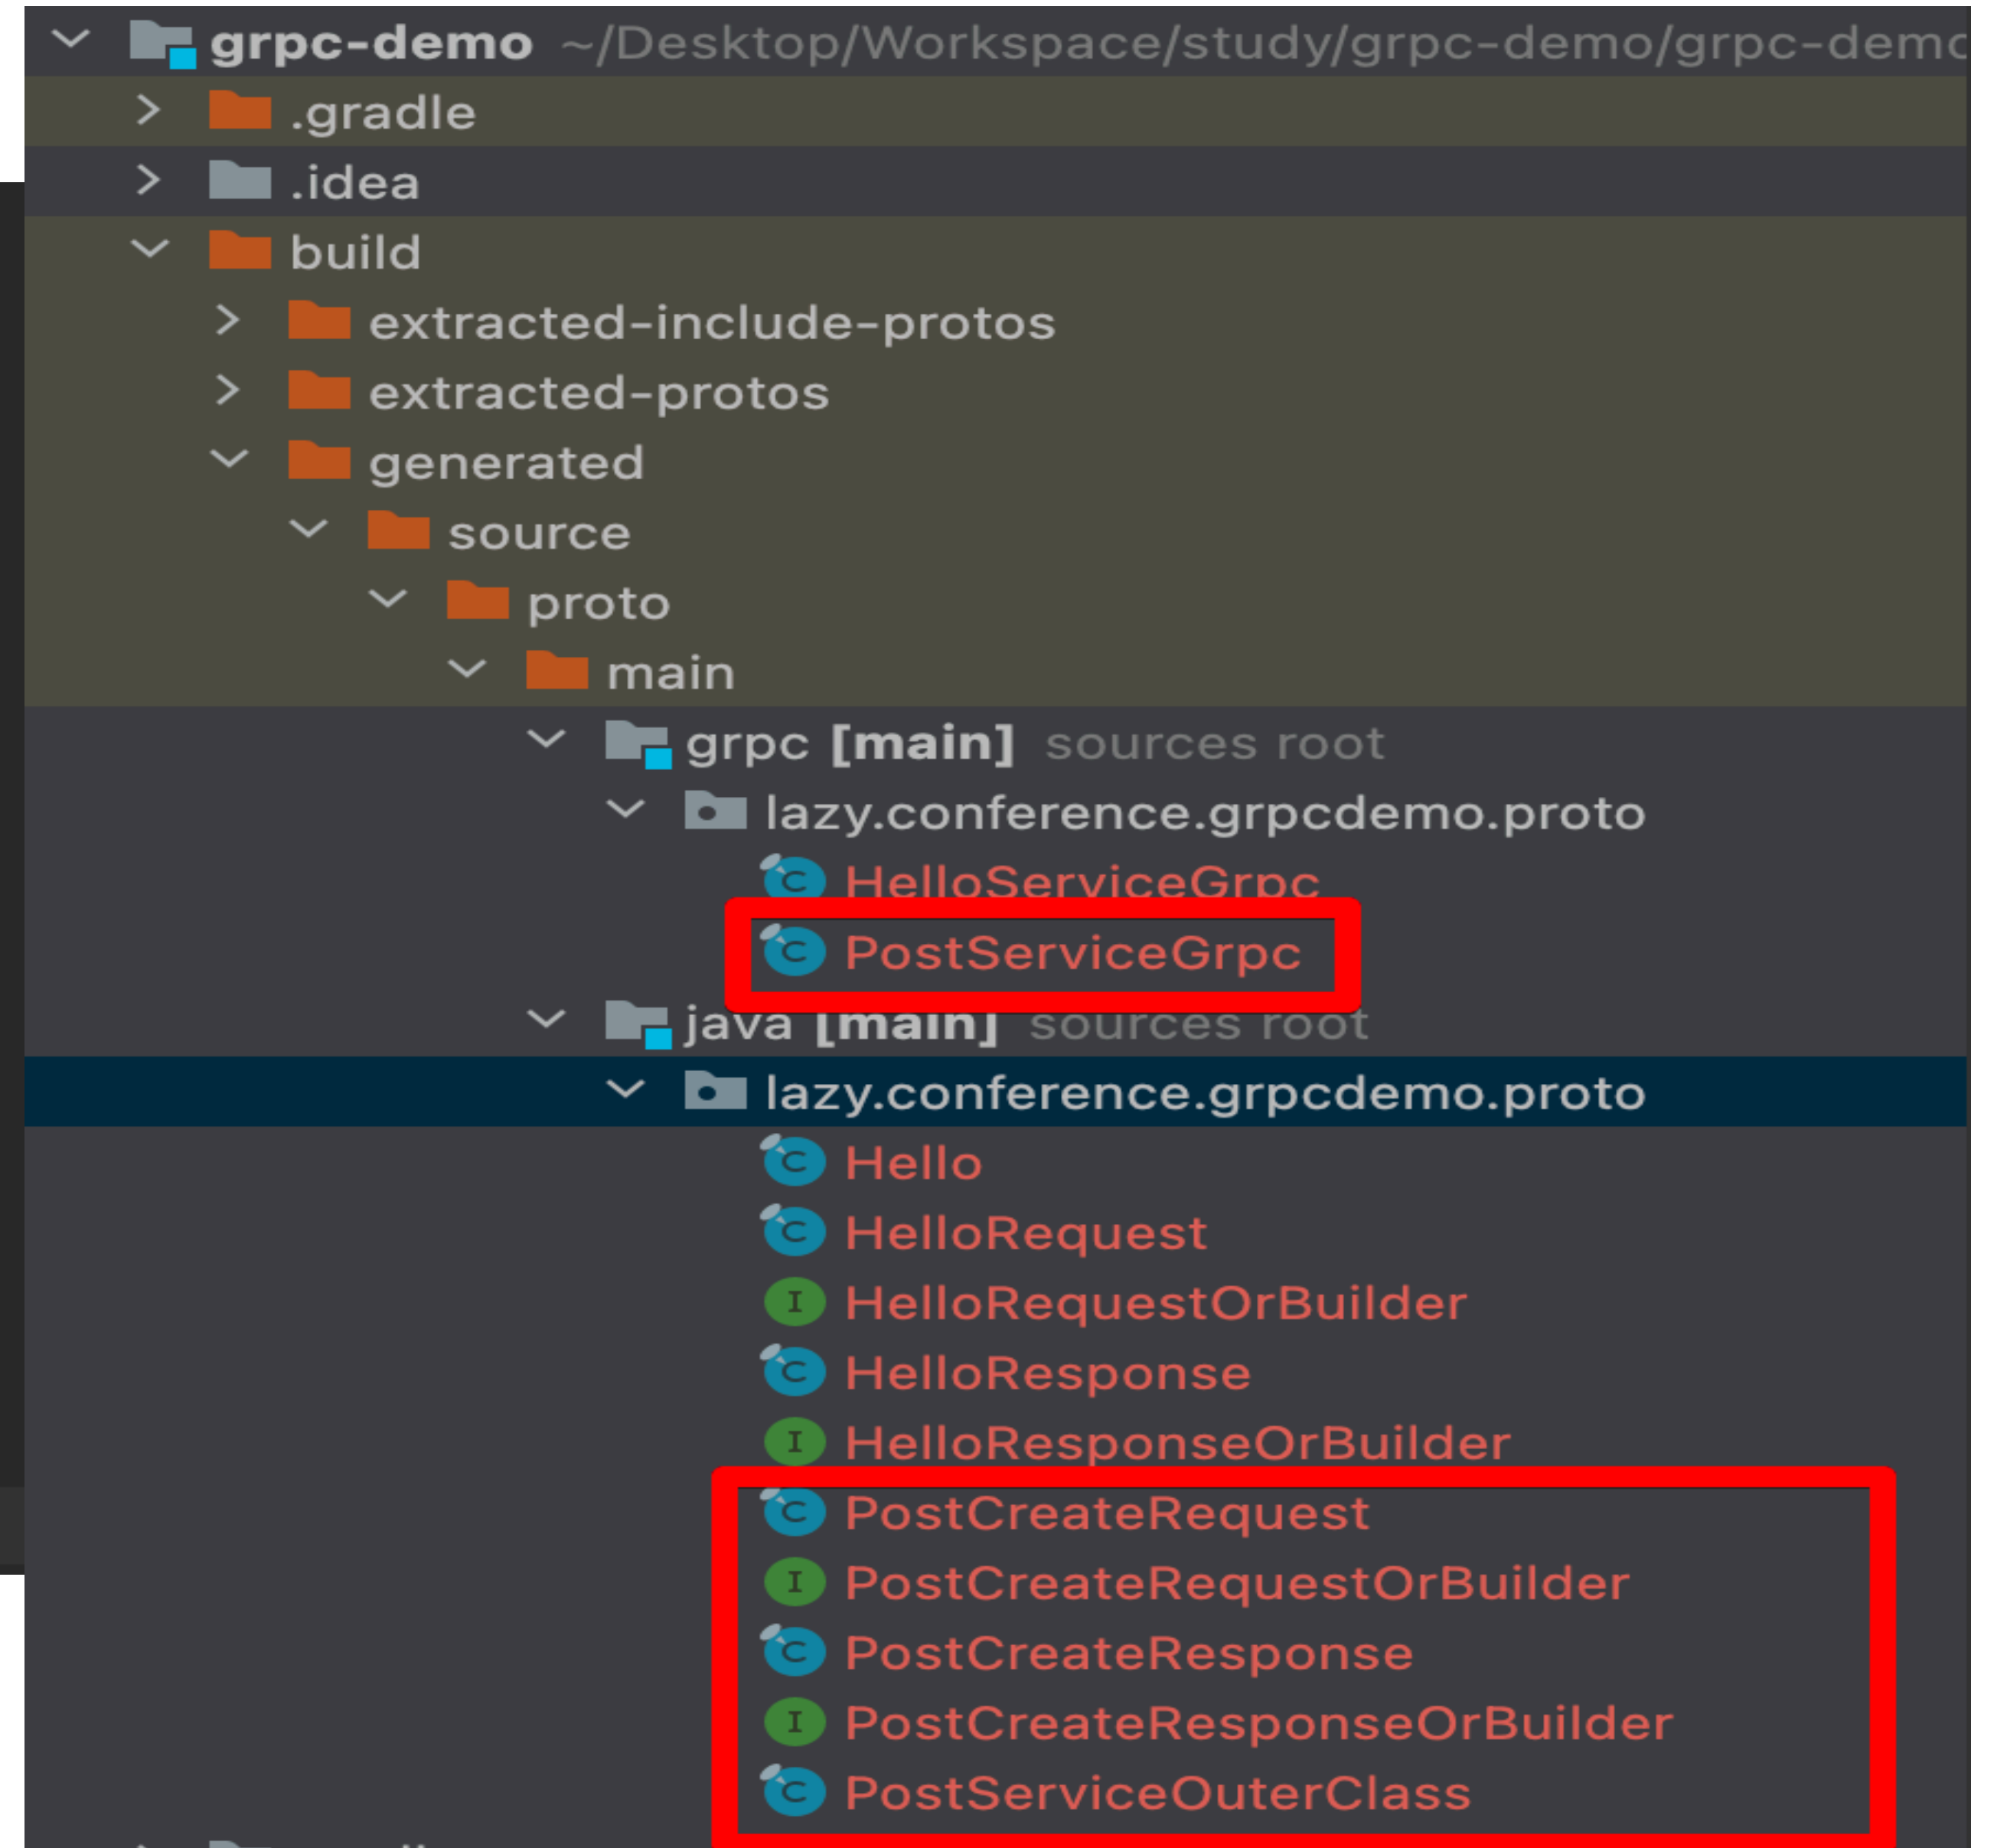 grpc-demo ~/Desktop/Workspace/study/grpc-demo/grpc-demo
.gradle
.idea
build
extracted-include-protos
extracted-protos
generated
source
proto
main
grpc [main] sources root
lazy.conference.grpcdemo.proto
HelloServiceGrpc
PostServiceGrpc
java [main] sources root
lazy.conference.grpcdemo.proto
Hello
HelloRequest
HelloRequestOrBuilder
HelloResponse
HelloResponseOrBuilder
PostCreateRequest
PostCreateRequestOrBuilder
PostCreateResponse
PostCreateResponseOrBuilder
PostServiceOuterClass